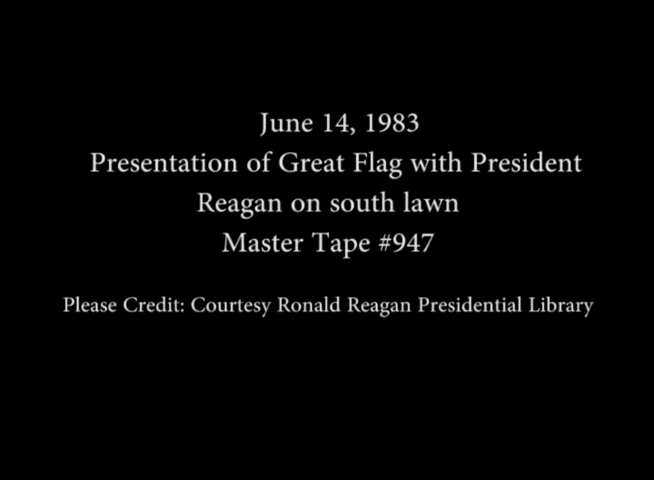 June 14, 1983
Presentation of Great Flag with President
Reagan on south lawn
Master Tape #947
Please Credit: Courtesy Ronald Reagan Presidential Library